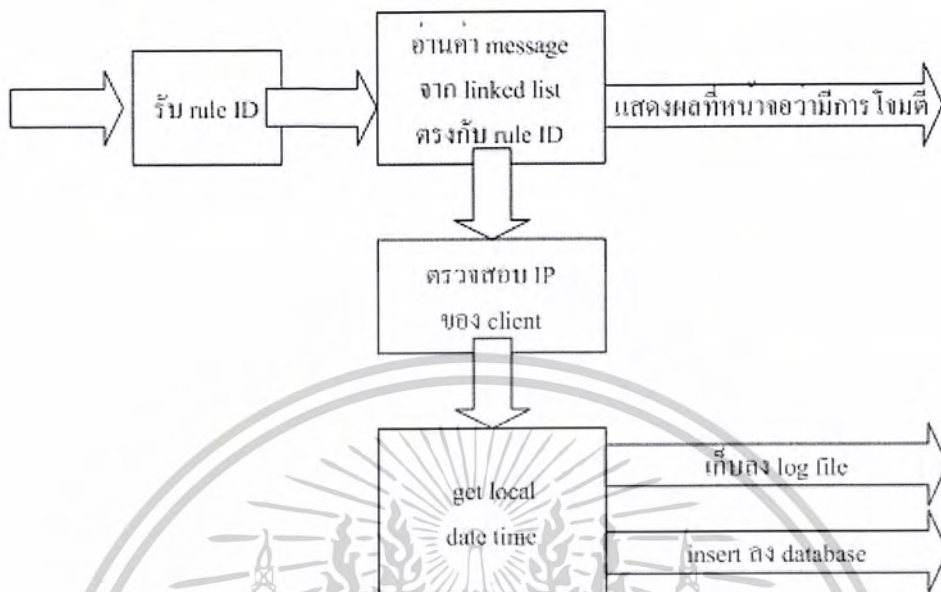 รับ rule ID
อ่านค่า message
จาก linked list
ตรงกับ rule ID
แสดงผลที่หน้าจอว่ามีการโจมตี
ตรวจสอบ IP
ของ client
get local
date time
เก็บลง log file
insert ลง database